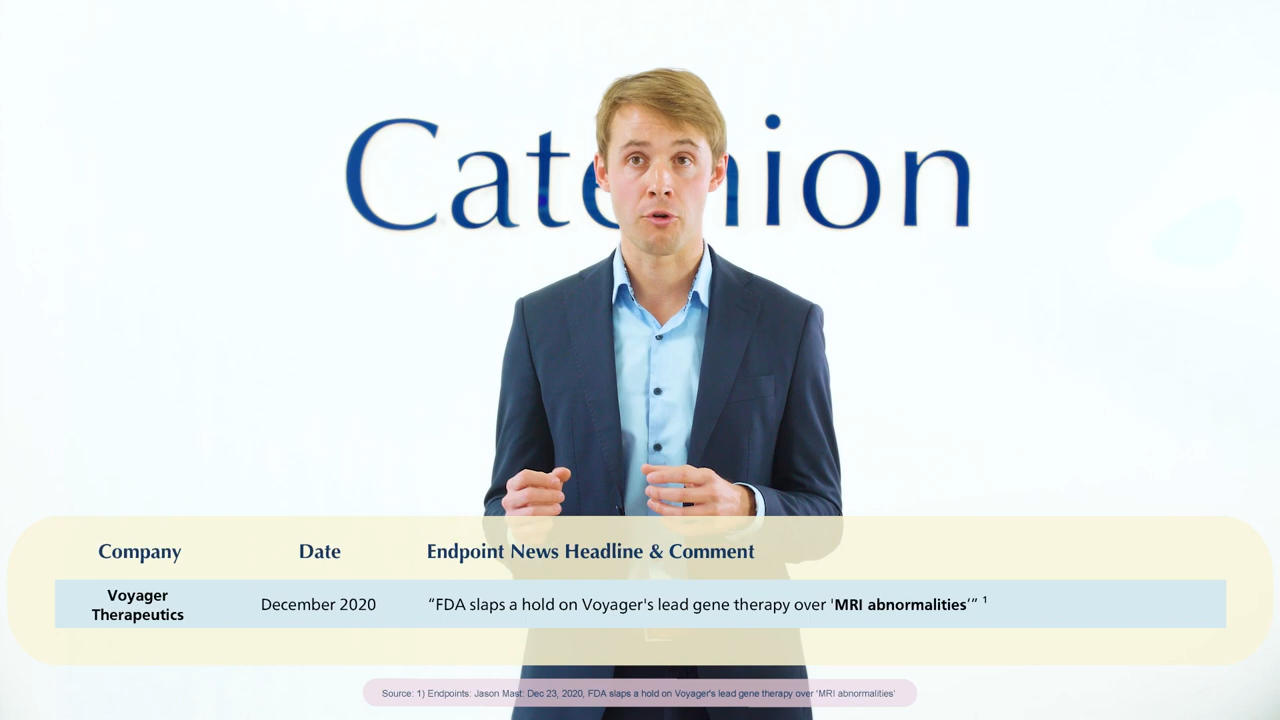 Catenion
Company Date Endpoint News Headline & Comment
Voyager
Therapeutics December 2020 “FDA slaps a hold on Voyager's lead gene therapy over 'MRI abnormalities‘“ ¹
Source: 1) Endpoints: Jason Mast: Dec 23, 2020, FDA slaps a hold on Voyager's lead gene therapy over 'MRI abnormalities'